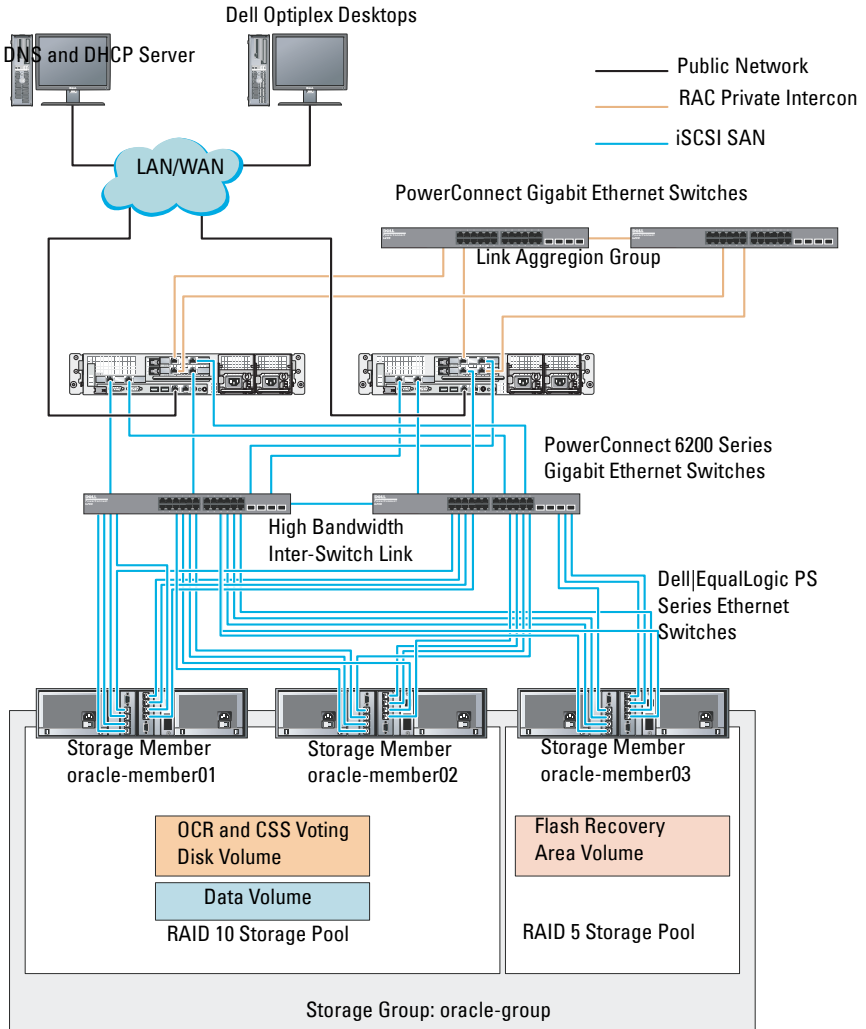 Dell Optiplex Desktops
DNS and DHCP Server
Public Network
RAC Private Intercon
iSCSI SAN
LAN/WAN
PowerConnect Gigabit Ethernet Switches
Link Aggregion Group
PowerConnect 6200 Series
Gigabit Ethernet Switches
High Bandwidth
Inter-Switch Link
Dell|EqualLogic PS
Series Ethernet
Switches
Storage Member
oracle-member01
Storage Member
oracle-member02
Storage Member
oracle-member03
OCR and CSS Voting
Disk Volume
Flash Recovery
Area Volume
Data Volume
RAID 10 Storage Pool
RAID 5 Storage Pool
Storage Group: oracle-group